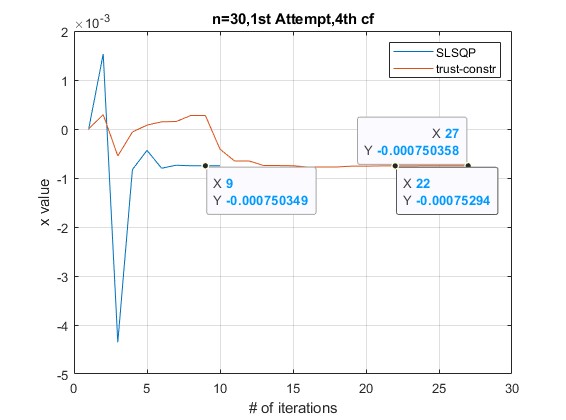 n=30,1st Attempt,4th cf
×10⁻³
2
1
0
-1
-2
-3
-4
-5
x value
SLSQP
trust-constr
X 27
Y -0.000750358
X 9
Y -0.000750349
X 22
Y -0.00075294
0
5
10
15
20
25
30
# of iterations